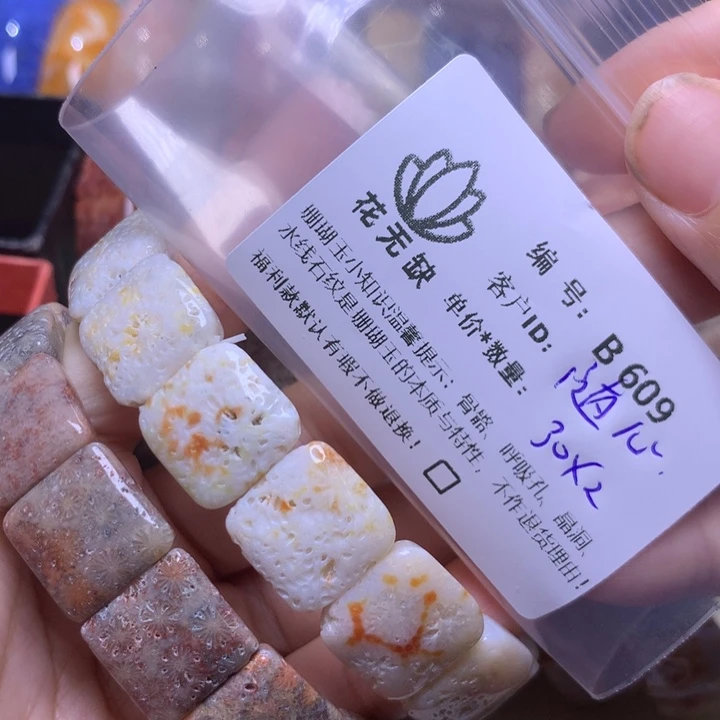 花无缺
编号：B609
客户ID：随心
单价*数量：30X2
珊瑚玉小知识温馨提示：骨骼、呼吸孔、晶洞、
水线石纹是珊瑚玉的本质与特性，不作退货理由！
福利款默认有瑕不做退换！